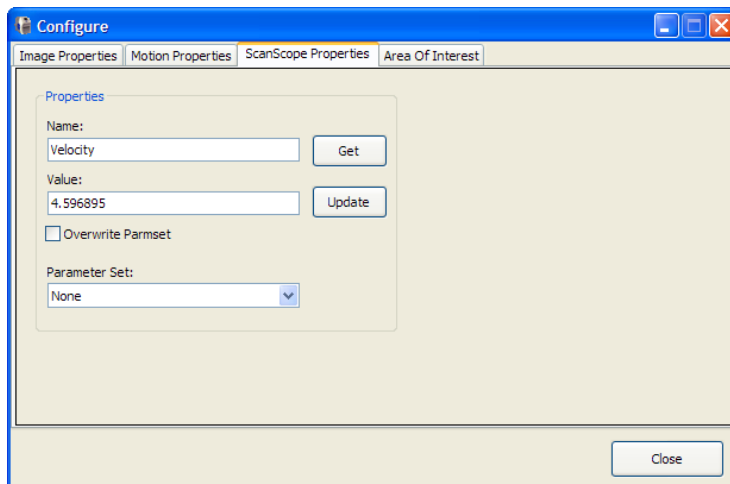 Configure
Image Properties Motion Properties ScanScope Properties Area Of Interest
Properties
Name:
Velocity Get
Value:
4.596895 Update
Overwrite Parmset
Parameter Set:
None
Close